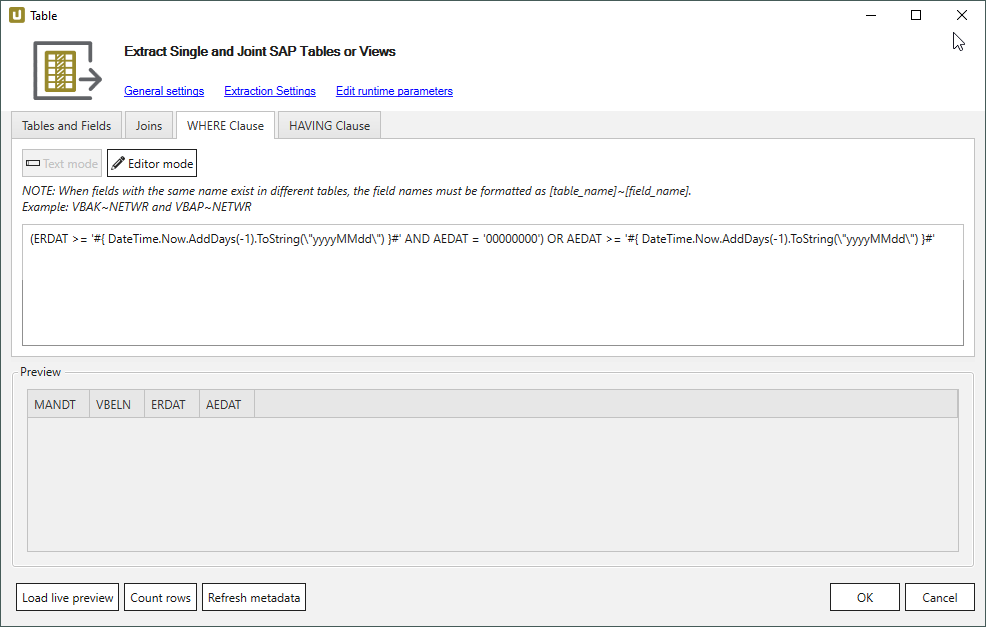 Table
Extract Single and Joint SAP Tables or Views
General settings Extraction Settings Edit runtime parameters
Tables and Fields Joins WHERE Clause HAVING Clause
Text mode Editor mode
NOTE: When fields with the same name exist in different tables, the field names must be formatted as [table_name]~[field_name].
Example: VBAK~NETWR and VBAP~NETWR
(ERDAT >= '#{ DateTime.Now.AddDays(-1).ToString(\"yyyyMMdd\") }#' AND AEDAT = '00000000') OR AEDAT >= '#{ DateTime.Now.AddDays(-1).ToString(\"yyyyMMdd\") }#'
Preview
MANDT VBELN ERDAT AEDAT
Load live preview Count rows Refresh metadata OK Cancel